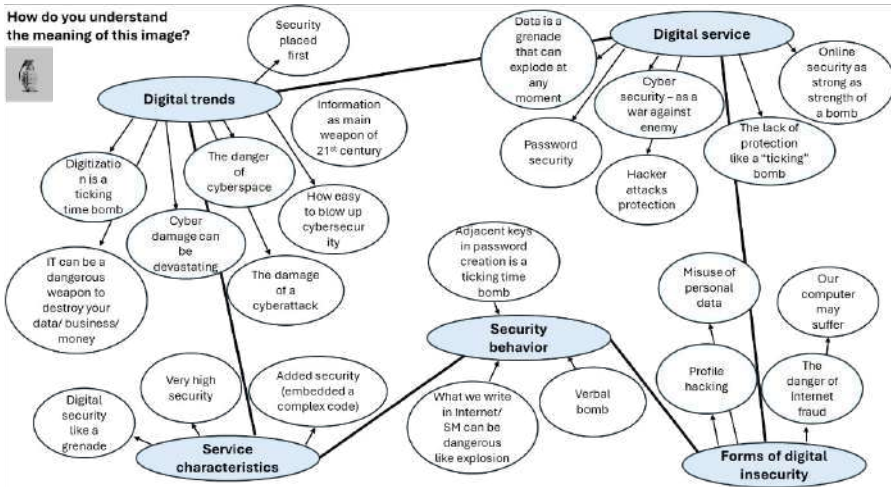 How do you understand
the meaning of this image?
Security
placed
first
Data is a
grenade
that can
explode at
any
moment
Digital service
Online
security as
strong as
strength of
a bomb
Digital trends
Information
as main
weapon of
21st century
Cyber
security – as a
war against
enemy
Password
security
The lack of
protection
like a "ticking"
bomb
Digitizatio
n is a
ticking
time bomb
The danger
of
cyberspace
Hacker
attacks
protection
How easy
to blow up
cybersecur
ity
Cyber
damage can
be
devastating
Adjacent keys
in password
creation is a
ticking time
bomb
IT can be a
dangerous
weapon to
destroy your
data/ business/
money
The damage
of a
cyberattack
Misuse of
personal
data
Our
computer
may
suffer
Security
behavior
Very high
security
Added security
(embedded a
complex code)
Profile
hacking
The
danger of
Internet
fraud
Digital
security
like a
grenade
What we write
in Internet/
SM can be
dangerous
like explosion
Verbal
bomb
Service
characteristics
Forms of digital
insecurity